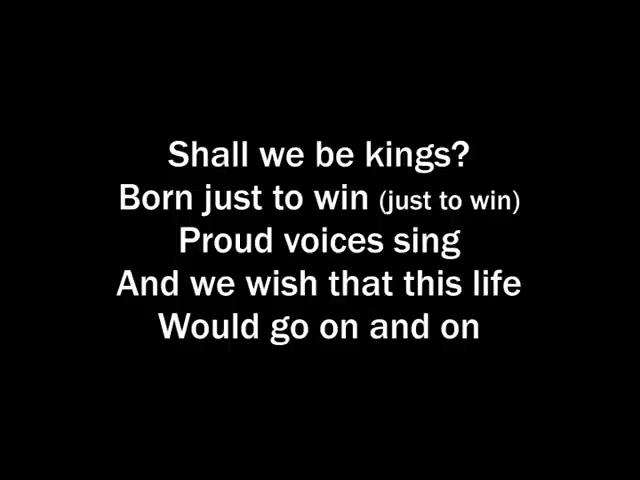 Shall we be kings?
Born just to win (just to win)
Proud voices sing
And we wish that this life
Would go on and on